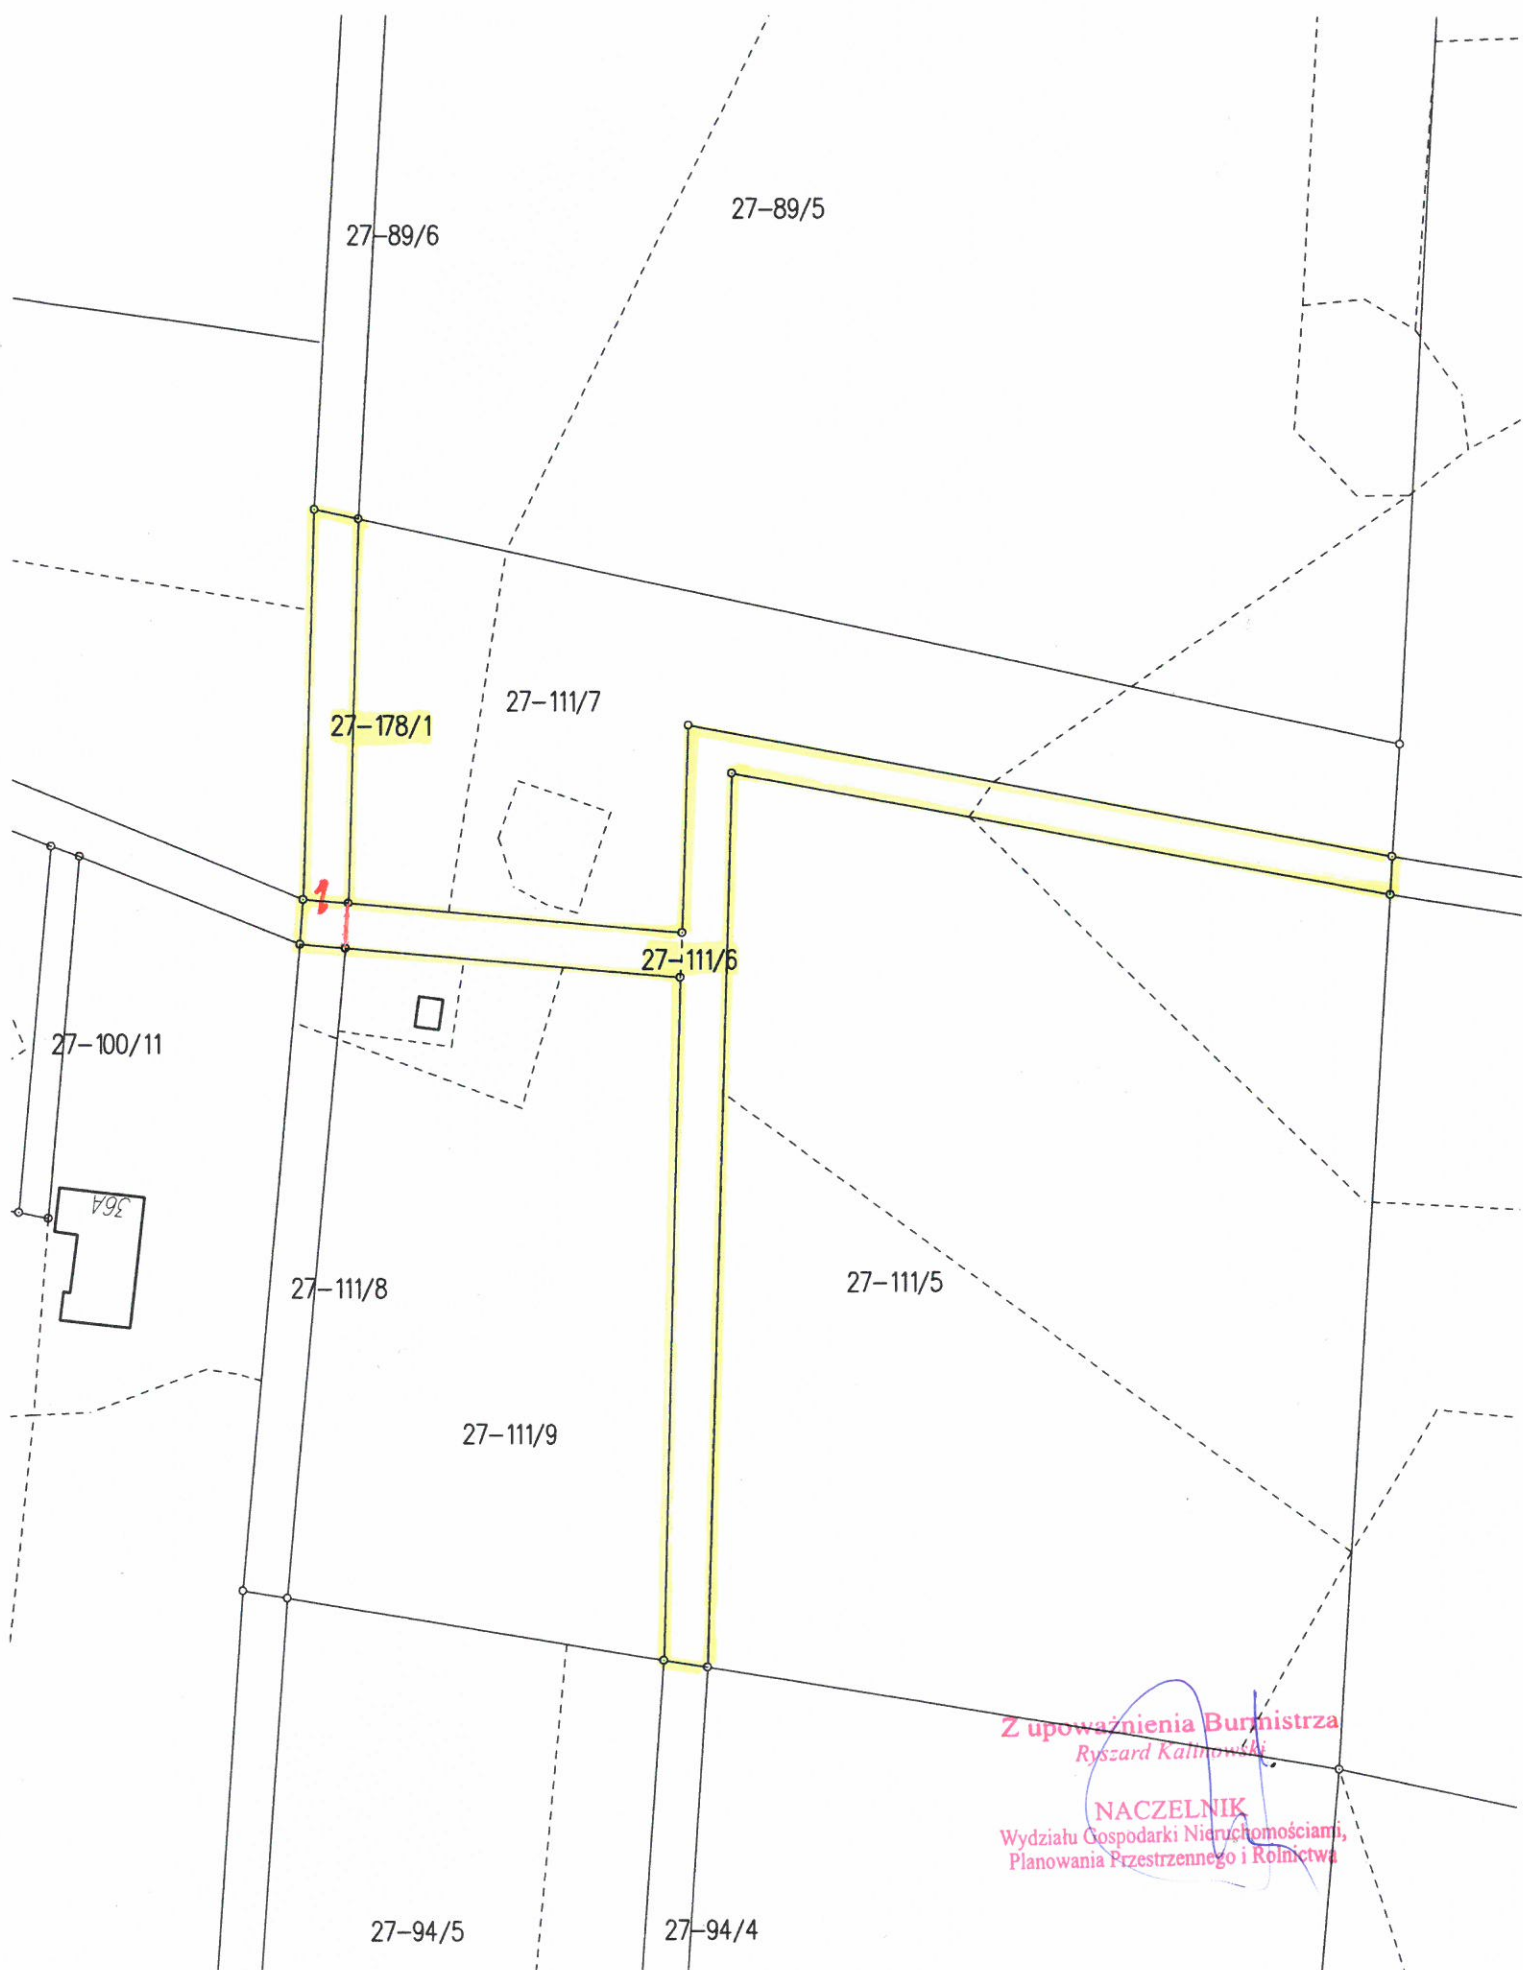 27-89/5
27-89/6
27-111/7
27-178/1
1
27-111/6
27-100/11
36A
27-111/8
27-111/5
27-111/9
Z upoważnienia Burmistrza
Ryszard Kalinowski
NACZELNIK
Wydziału Gospodarki Nieruchomościami,
Planowania Przestrzennego i Rolnictwa
27-94/5
27-94/4